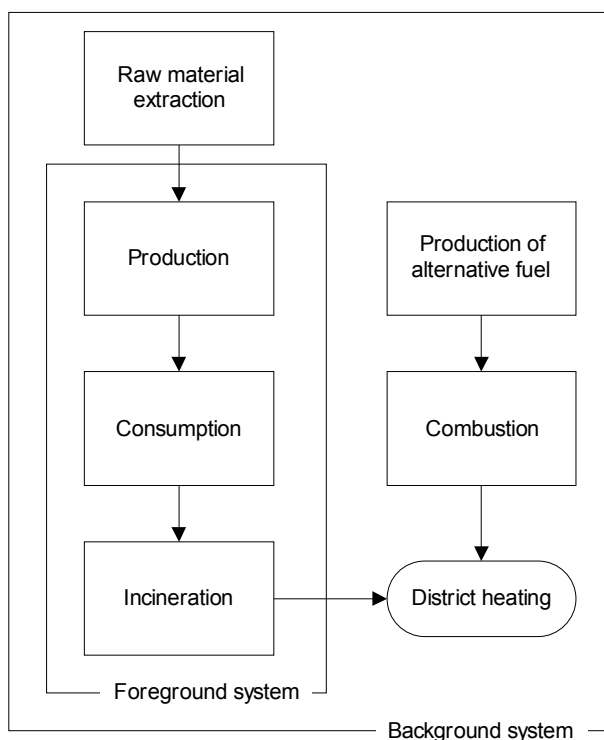 Raw material
extraction
Production
Production of
alternative fuel
Consumption
Combustion
Incineration
District heating
Foreground system
Background system